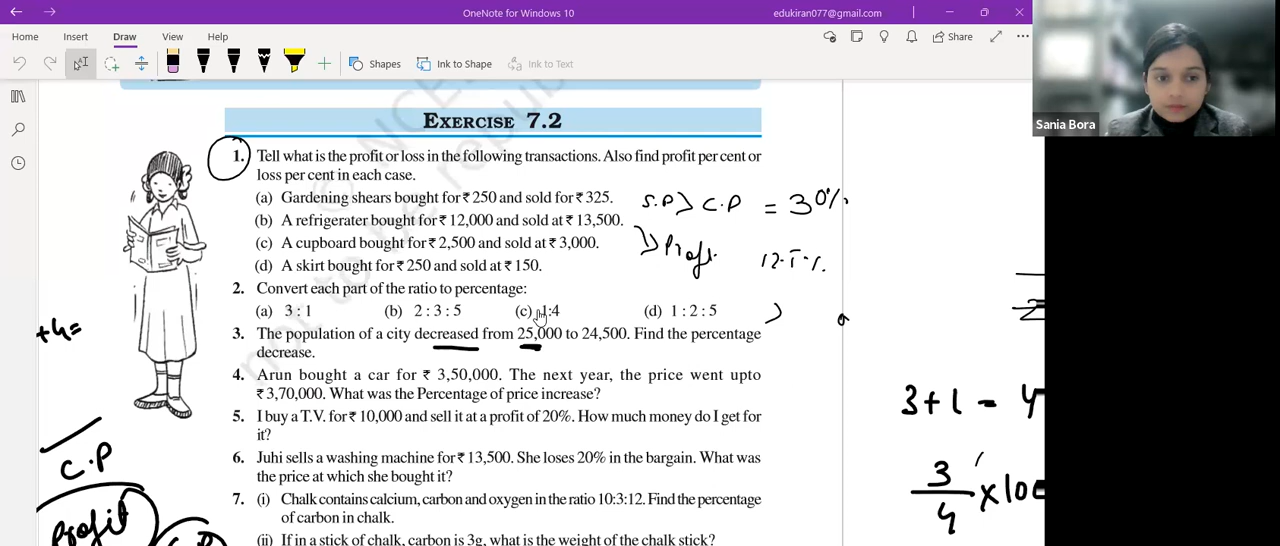 OneNote for Windows 10
edukiran077@gmail.com
Home Insert Draw View Help
Share
Shapes Ink to Shape Ink to Text
Sania Bora
EXERCISE 7.2
1. Tell what is the profit or loss in the following transactions. Also find profit per cent or
loss per cent in each case.
(a) Gardening shears bought for ₹ 250 and sold for ₹ 325.
(b) A refrigerater bought for ₹ 12,000 and sold at ₹ 13,500.
(c) A cupboard bought for ₹ 2,500 and sold at ₹ 3,000.
(d) A skirt bought for ₹ 250 and sold at ₹ 150.
S.P > C.P = 30%
Profit
12.5%
2. Convert each part of the ratio to percentage:
(a) 3 : 1 (b) 2 : 3 : 5 (c) 1:4 (d) 1 : 2 : 5
3. The population of a city decreased from 25,000 to 24,500. Find the percentage
decrease.
4. Arun bought a car for ₹ 3,50,000. The next year, the price went upto
₹ 3,70,000. What was the Percentage of price increase?
5. I buy a T.V. for ₹ 10,000 and sell it at a profit of 20%. How much money do I get for
it?
6. Juhi sells a washing machine for ₹ 13,500. She loses 20% in the bargain. What was
the price at which she bought it?
7. (i) Chalk contains calcium, carbon and oxygen in the ratio 10:3:12. Find the percentage
of carbon in chalk.
(ii) If in a stick of chalk, carbon is 3g, what is the weight of the chalk stick?
+4=
C.P
Profit
3+1 = 4
3/4 × 100